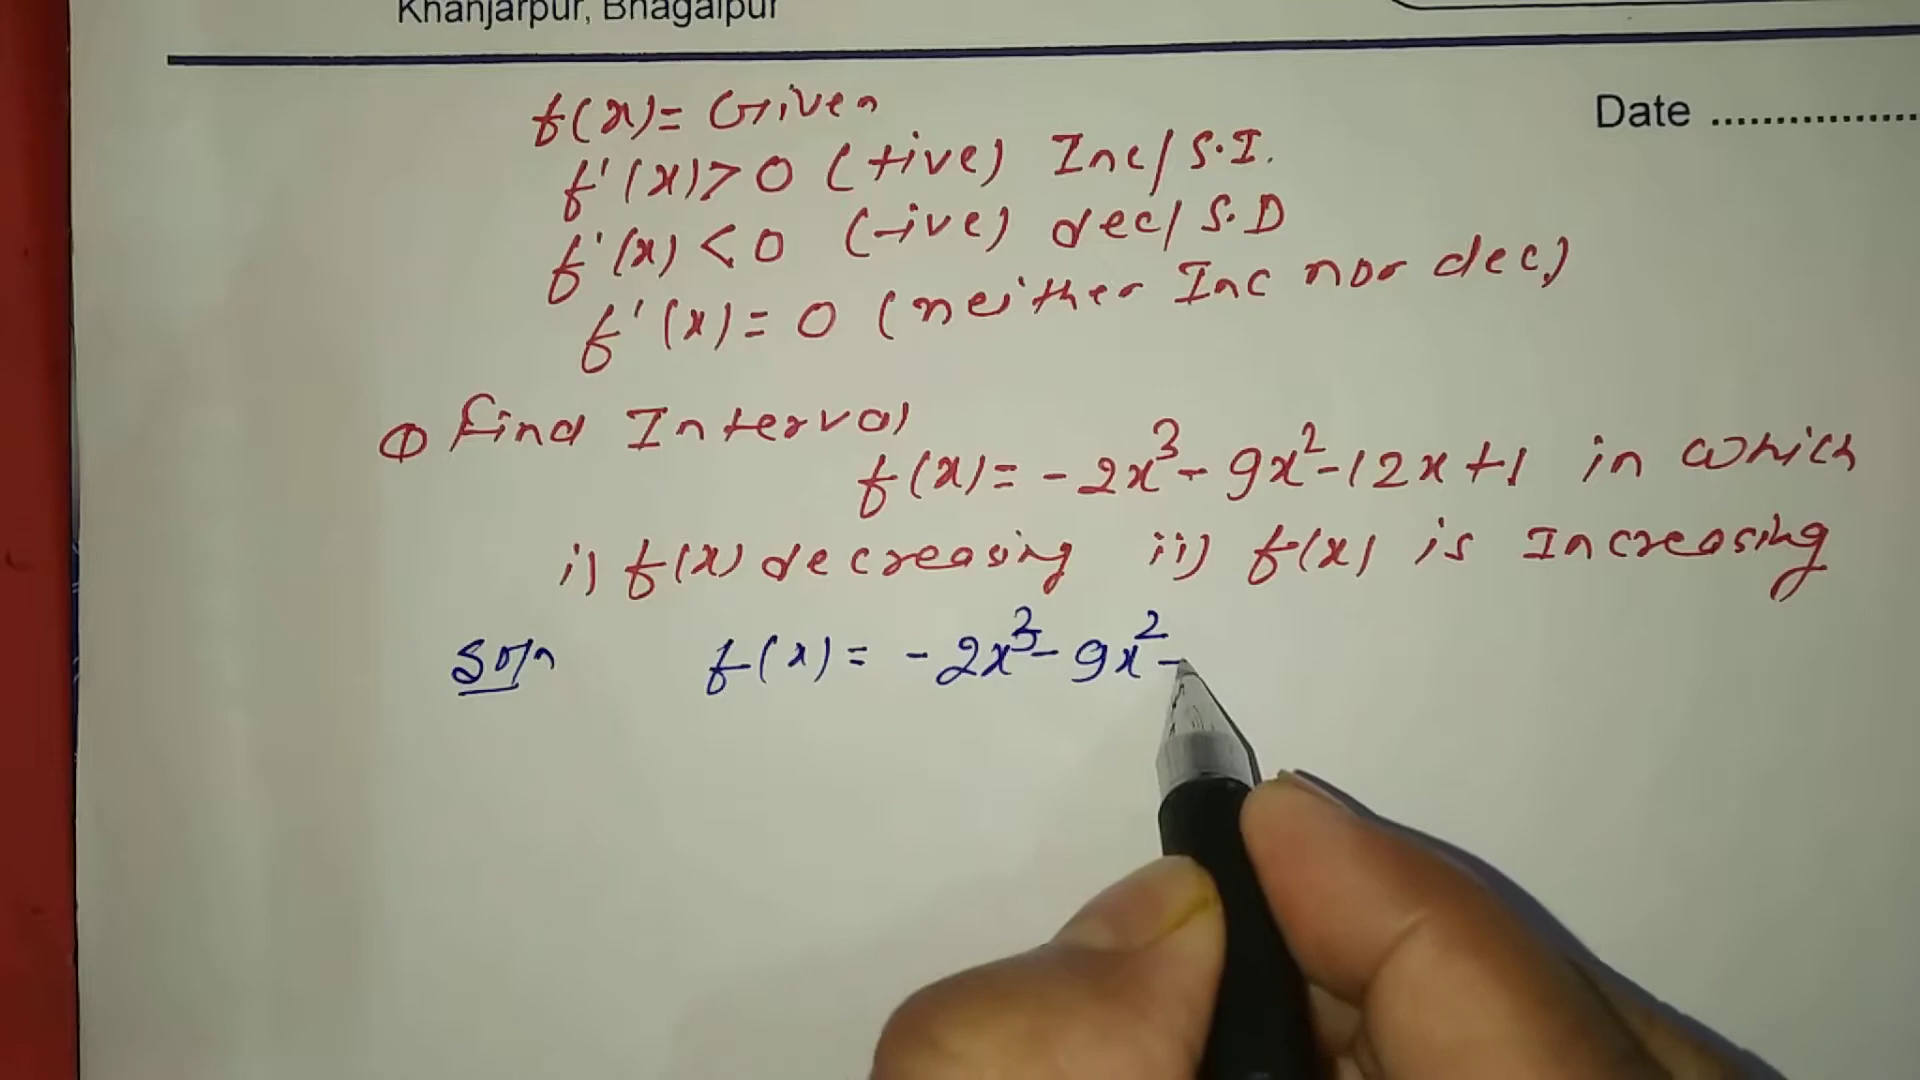 Khanjarpur, Bhagalpur
Date ................
f(x)= Given
f'(x)>0 (+ive) Inc/S.I.
f'(x)<0 (-ive) dec/S.D
f'(x)=0 (neither Inc nor dec)
① Find Interval
f(x)= -2x³-9x²-12x+1 in which
i) f(x) decreasing ii) f(x) is Increasing
Soln f(x)= -2x³-9x²-